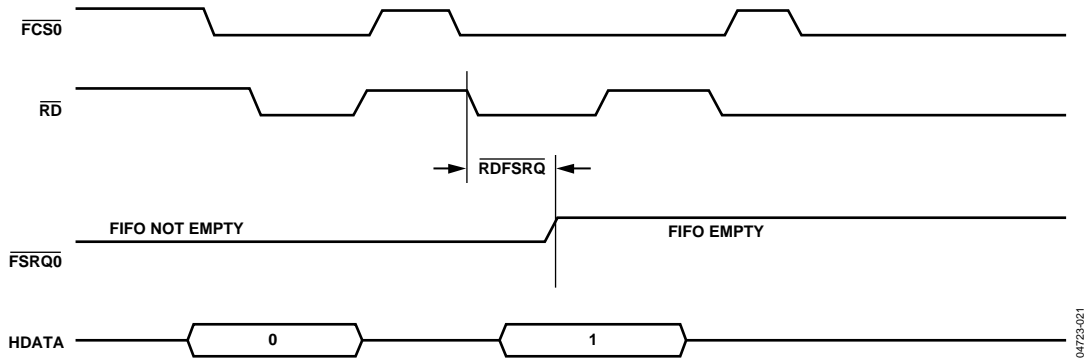 FCS0
RD
RDFSRQ
FIFO NOT EMPTY
FIFO EMPTY
FSRQ0
HDATA
0
1
04723-021